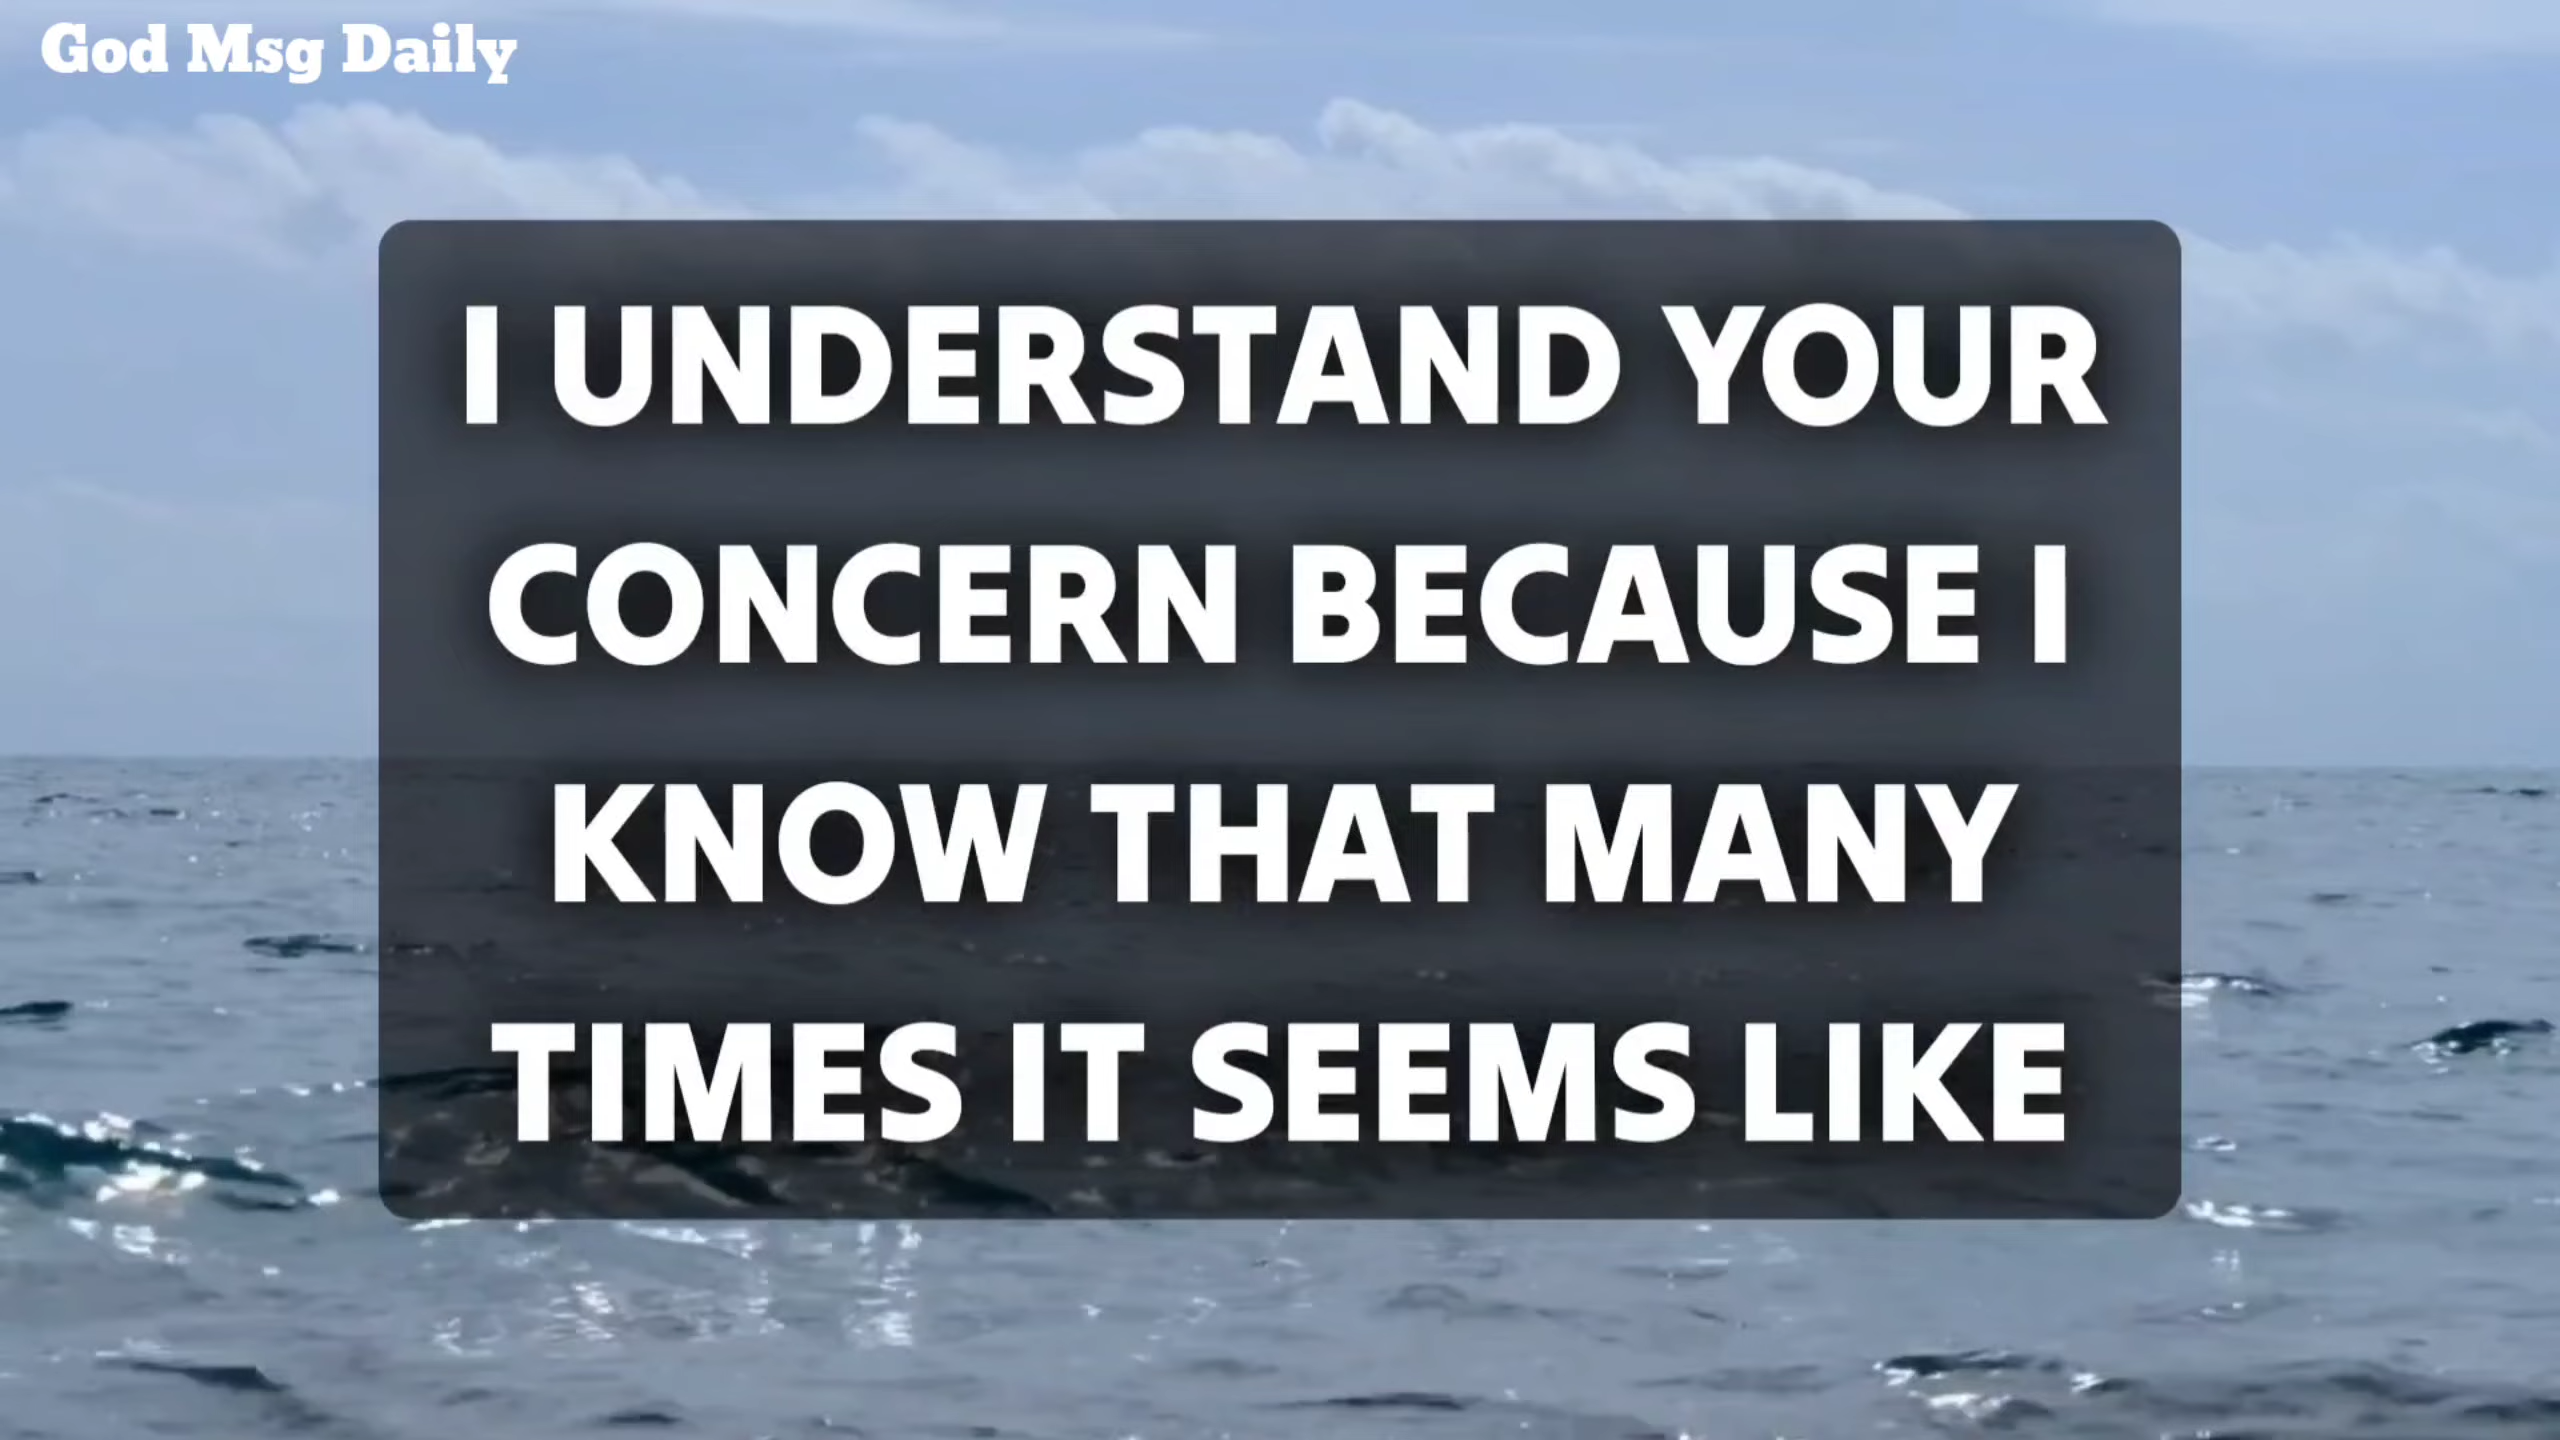 God Msg Daily
I UNDERSTAND YOUR
CONCERN BECAUSE I
KNOW THAT MANY
TIMES IT SEEMS LIKE